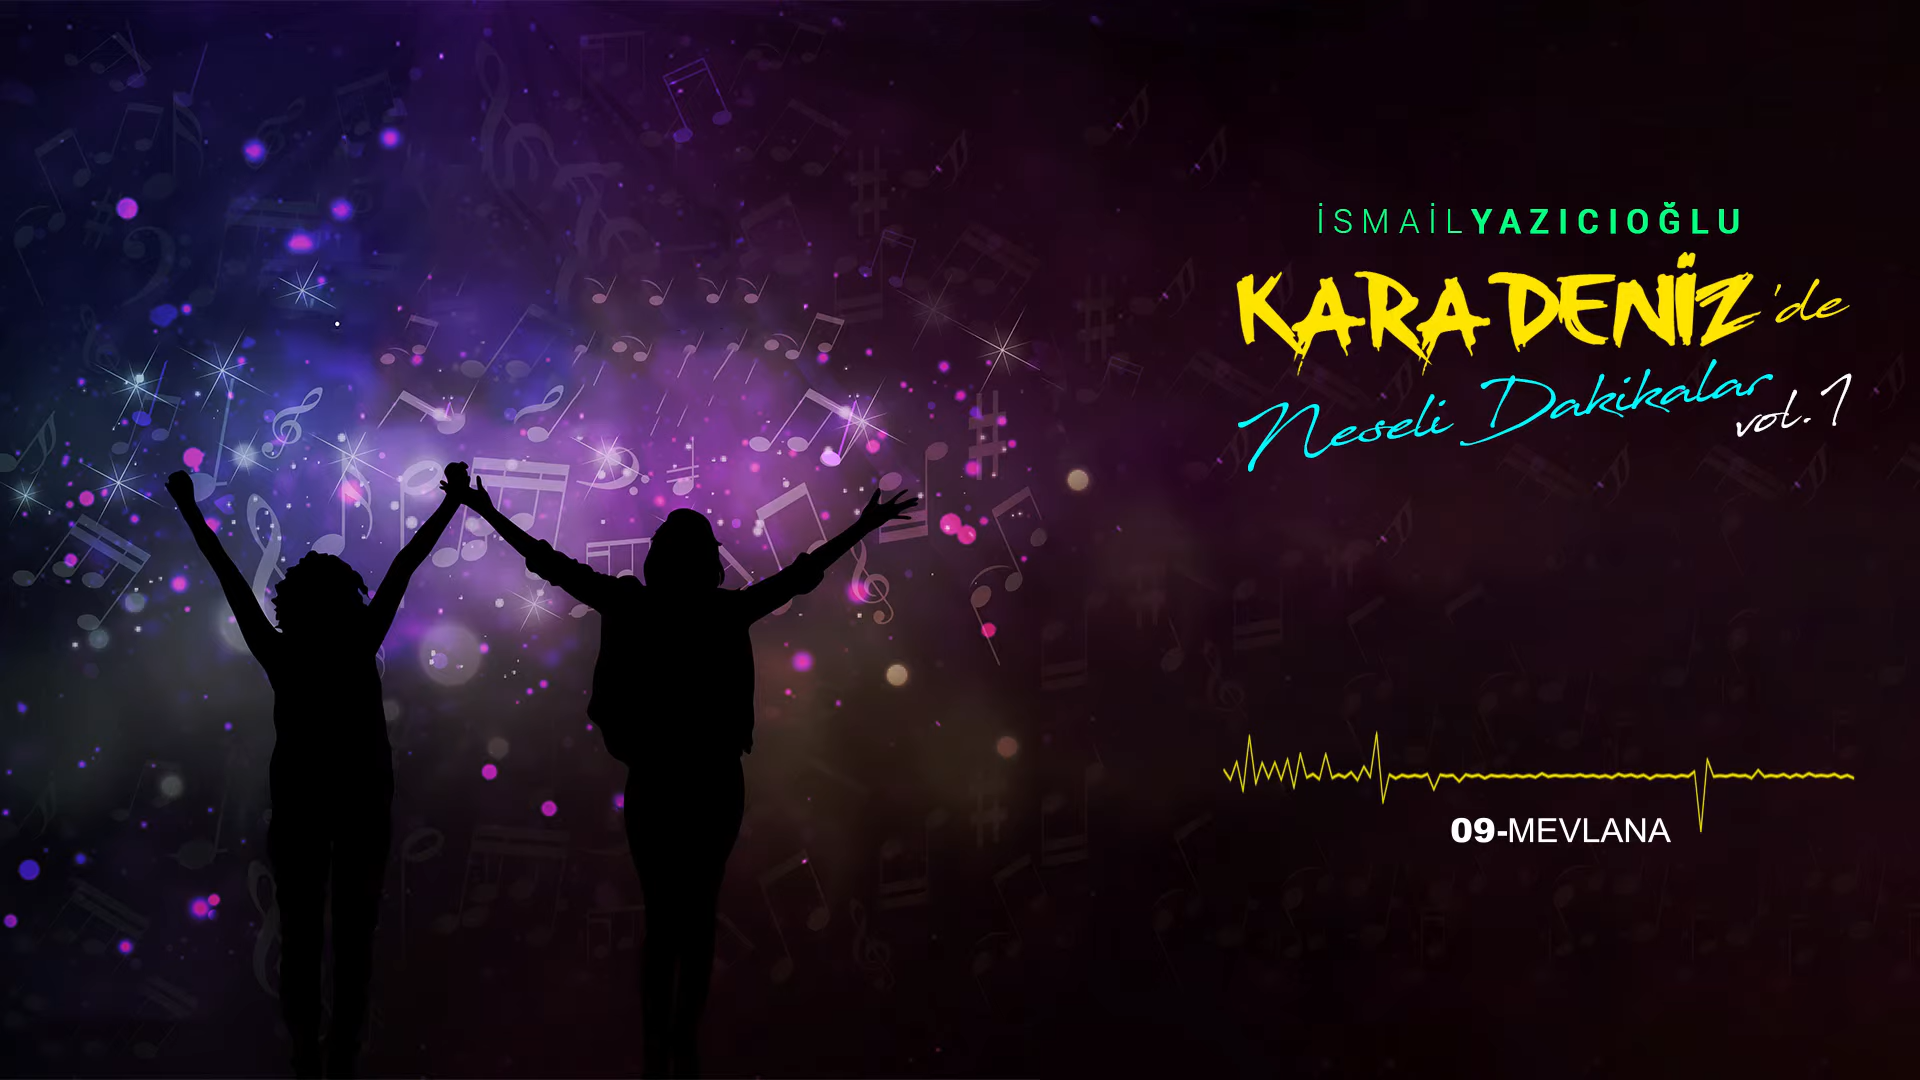 İSMAİLYAZICIOĞLU
KARADENİZ'de
Neseli Dakikalar
vol.1
09-MEVLANA